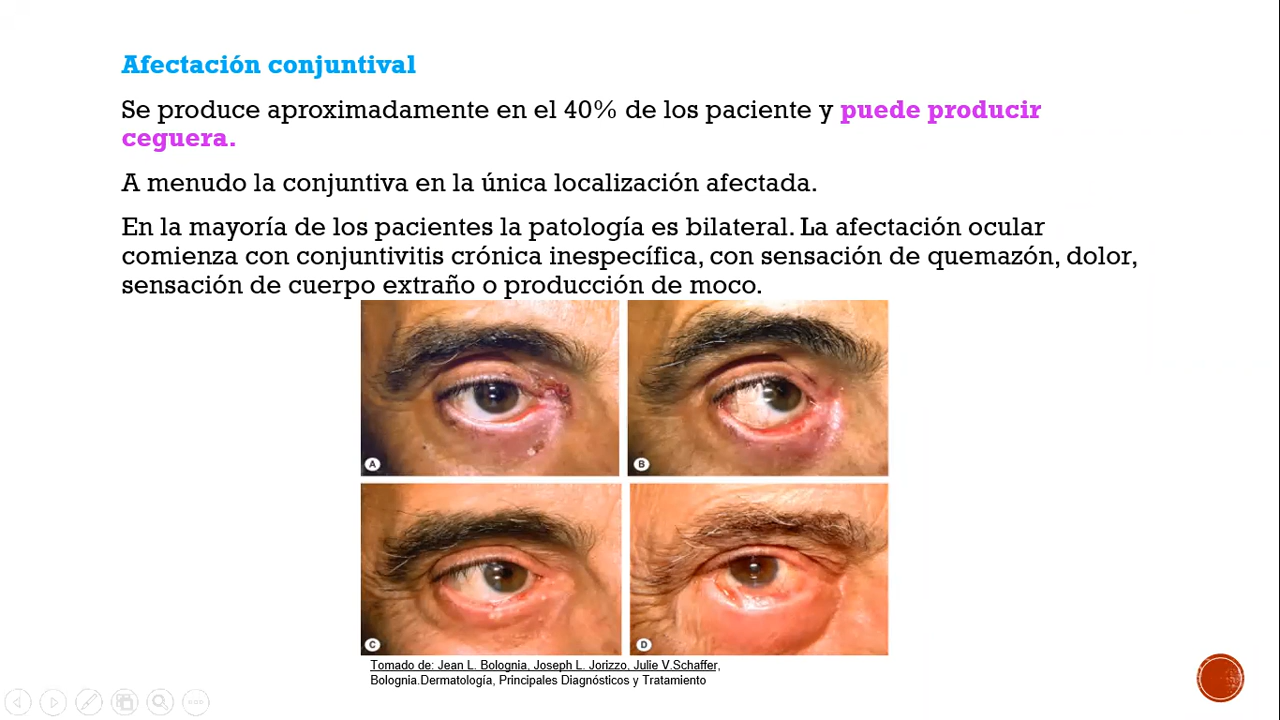 Afectación conjuntival
Se produce aproximadamente en el 40% de los paciente y puede producir
ceguera.
A menudo la conjuntiva en la única localización afectada.
En la mayoría de los pacientes la patología es bilateral. La afectación ocular
comienza con conjuntivitis crónica inespecífica, con sensación de quemazón, dolor,
sensación de cuerpo extraño o producción de moco.
A
B
C
D
Tomado de: Jean L. Bolognia, Joseph L. Jorizzo, Julie V.Schaffer,
Bolognia.Dermatología, Principales Diagnósticos y Tratamiento